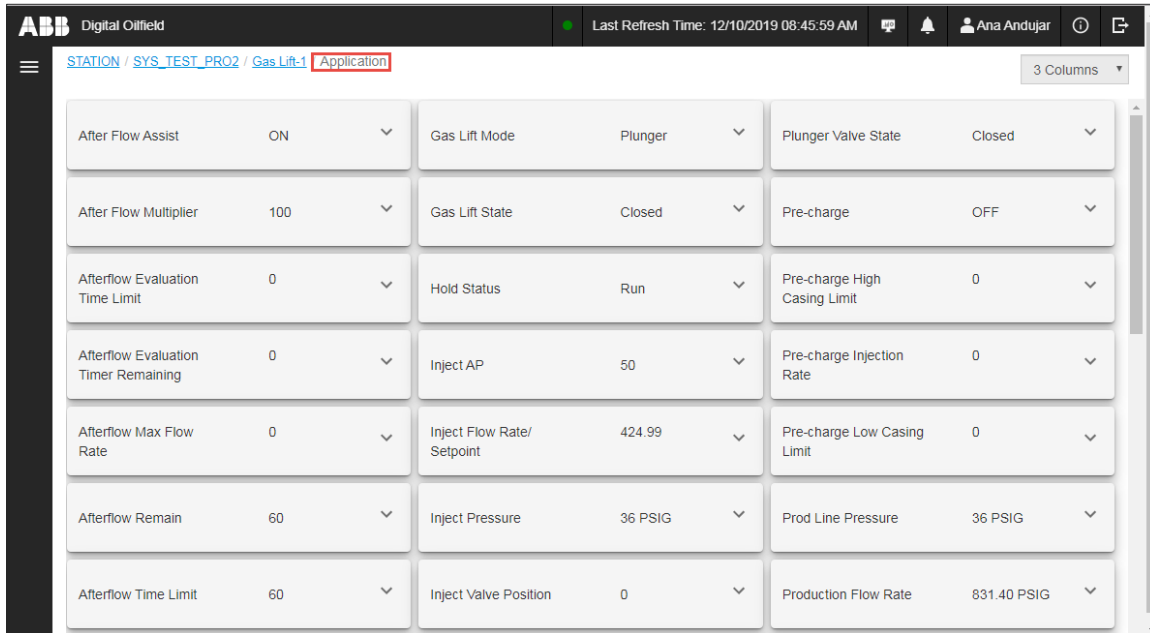 ABB Digital Oilfield
Last Refresh Time: 12/10/2019 08:45:59 AM
Ana Andujar
STATION / SYS_TEST_PRO2 / Gas Lift-1 Application
3 Columns
After Flow Assist ON
Gas Lift Mode Plunger
Plunger Valve State Closed
After Flow Multiplier 100
Gas Lift State Closed
Pre-charge OFF
Afterflow Evaluation
Time Limit
0
Hold Status Run
Pre-charge High
Casing Limit
0
Afterflow Evaluation
Timer Remaining
0
Inject AP 50
Pre-charge Injection
Rate
0
Afterflow Max Flow
Rate
0
Inject Flow Rate/
Setpoint
424.99
Pre-charge Low Casing
Limit
0
Afterflow Remain 60
Inject Pressure 36 PSIG
Prod Line Pressure 36 PSIG
Afterflow Time Limit 60
Inject Valve Position 0
Production Flow Rate 831.40 PSIG